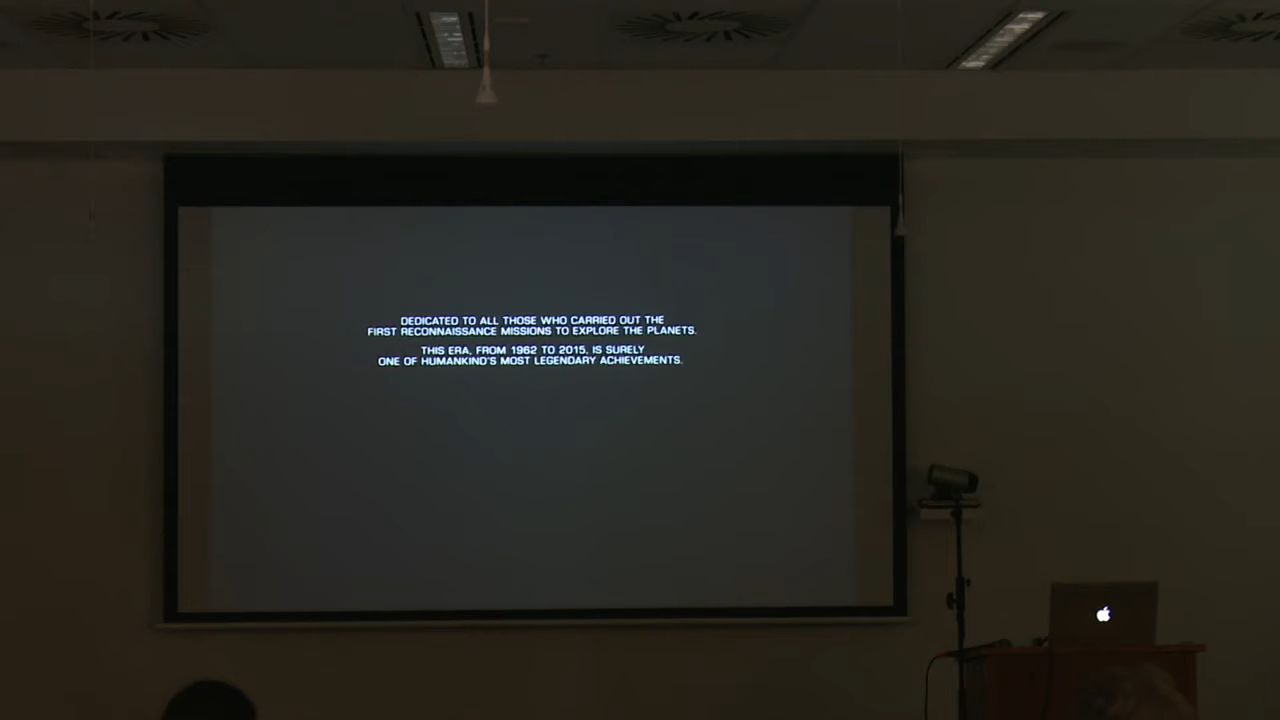 DEDICATED TO ALL THOSE WHO CARRIED OUT THE
FIRST RECONNAISSANCE MISSIONS TO EXPLORE THE PLANETS.
THIS ERA, FROM 1962 TO 2015, IS SURELY
ONE OF HUMANKIND'S MOST LEGENDARY ACHIEVEMENTS.